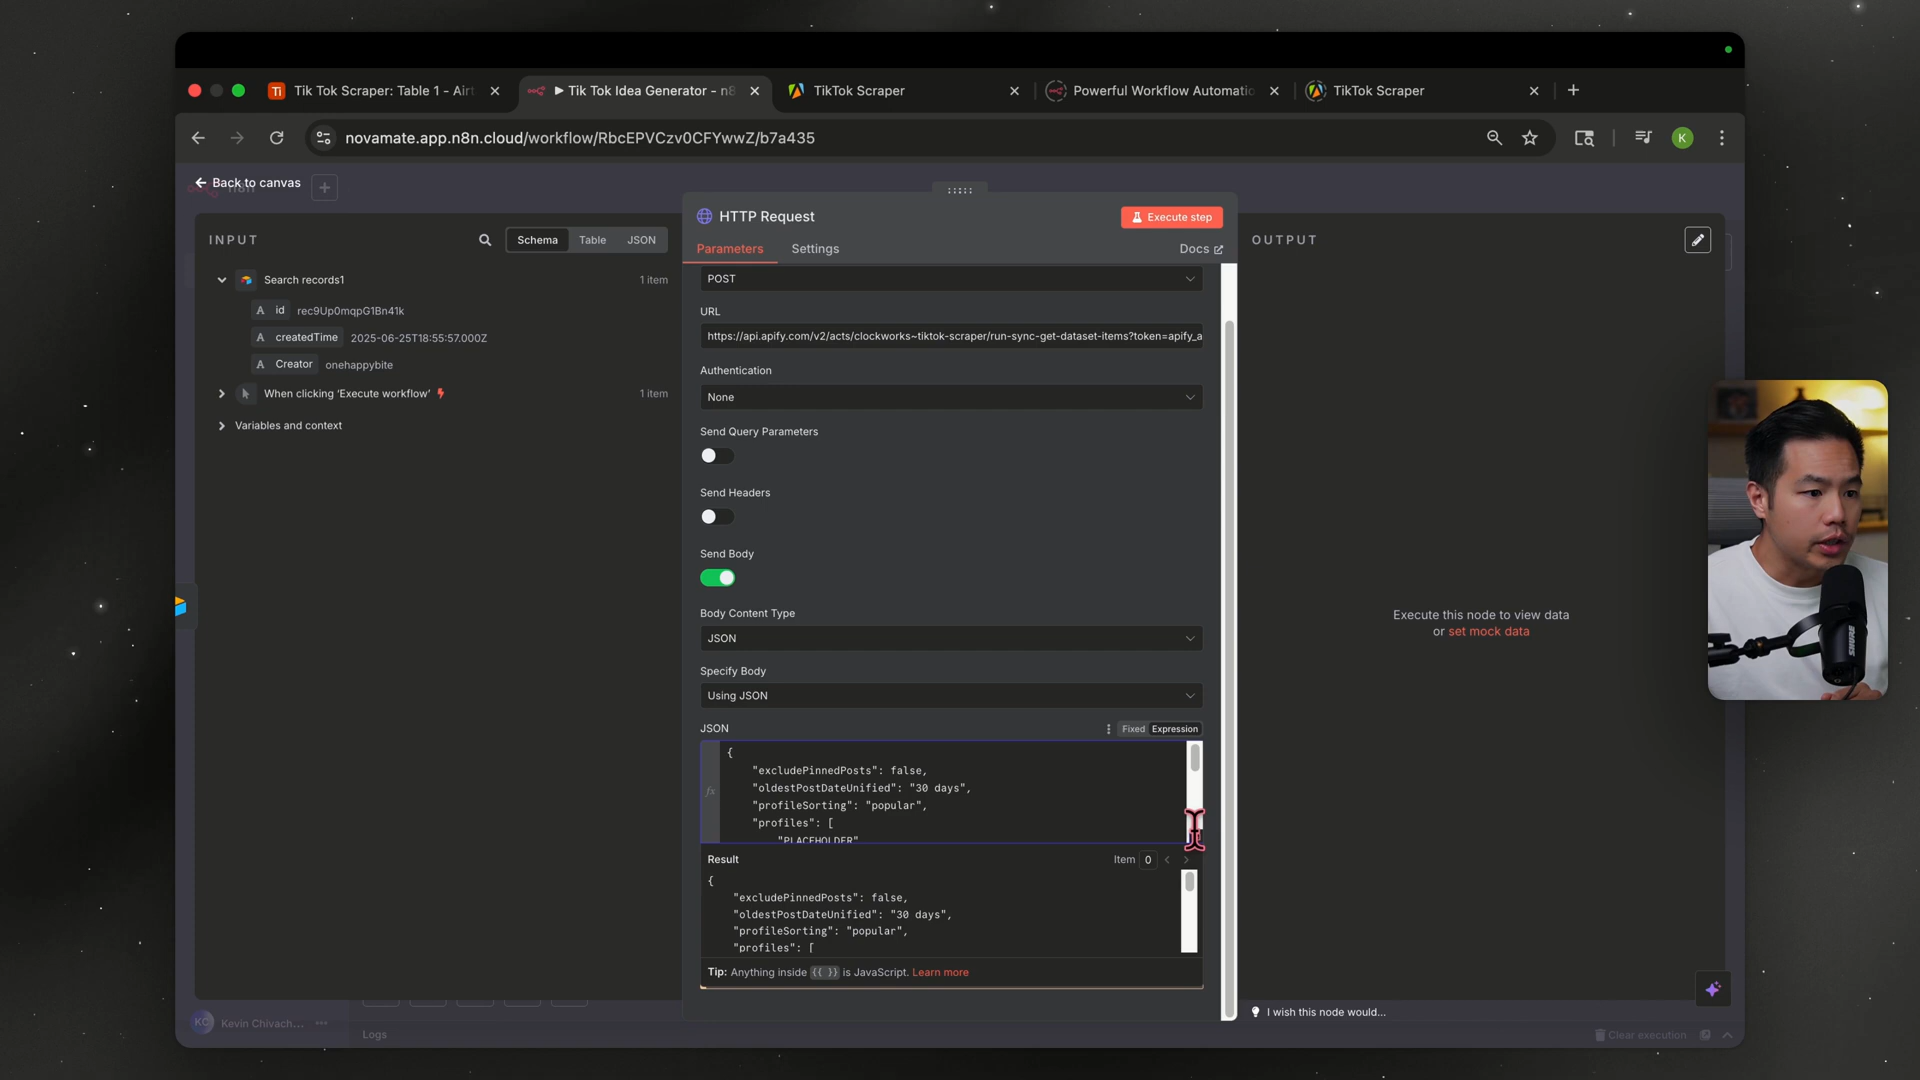 Tik Tok Scraper: Table 1 - Airt
▶ Tik Tok Idea Generator - n8
TikTok Scraper
Powerful Workflow Automatio
TikTok Scraper
novamate.app.n8n.cloud/workflow/RbcEPVCzv0CFYwwZ/b7a435
K
Back to canvas
HTTP Request
Execute step
INPUT
Schema
Table
JSON
Parameters
Settings
Docs
OUTPUT
Search records1
1 item
A id rec9Up0mqpG1Bn41k
A createdTime 2025-06-25T18:55:57.000Z
A Creator onehappybite
When clicking ‘Execute workflow’
1 item
Variables and context
POST
URL
https://api.apify.com/v2/acts/clockworks~tiktok-scraper/run-sync-get-dataset-items?token=apify_a
Authentication
None
Send Query Parameters
Send Headers
Send Body
Body Content Type
JSON
Specify Body
Using JSON
JSON
Fixed
Expression
fx
{
"excludePinnedPosts": false,
"oldestPostDateUnified": "30 days",
"profileSorting": "popular",
"profiles": [
"PLACEHOLDER"
Result
Item 0
{
"excludePinnedPosts": false,
"oldestPostDateUnified": "30 days",
"profileSorting": "popular",
"profiles": [
Tip: Anything inside {{ }} is JavaScript. Learn more
Execute this node to view data
or set mock data
I wish this node would...
KC
Kevin Chivach...
Logs
Clear execution
SHURE